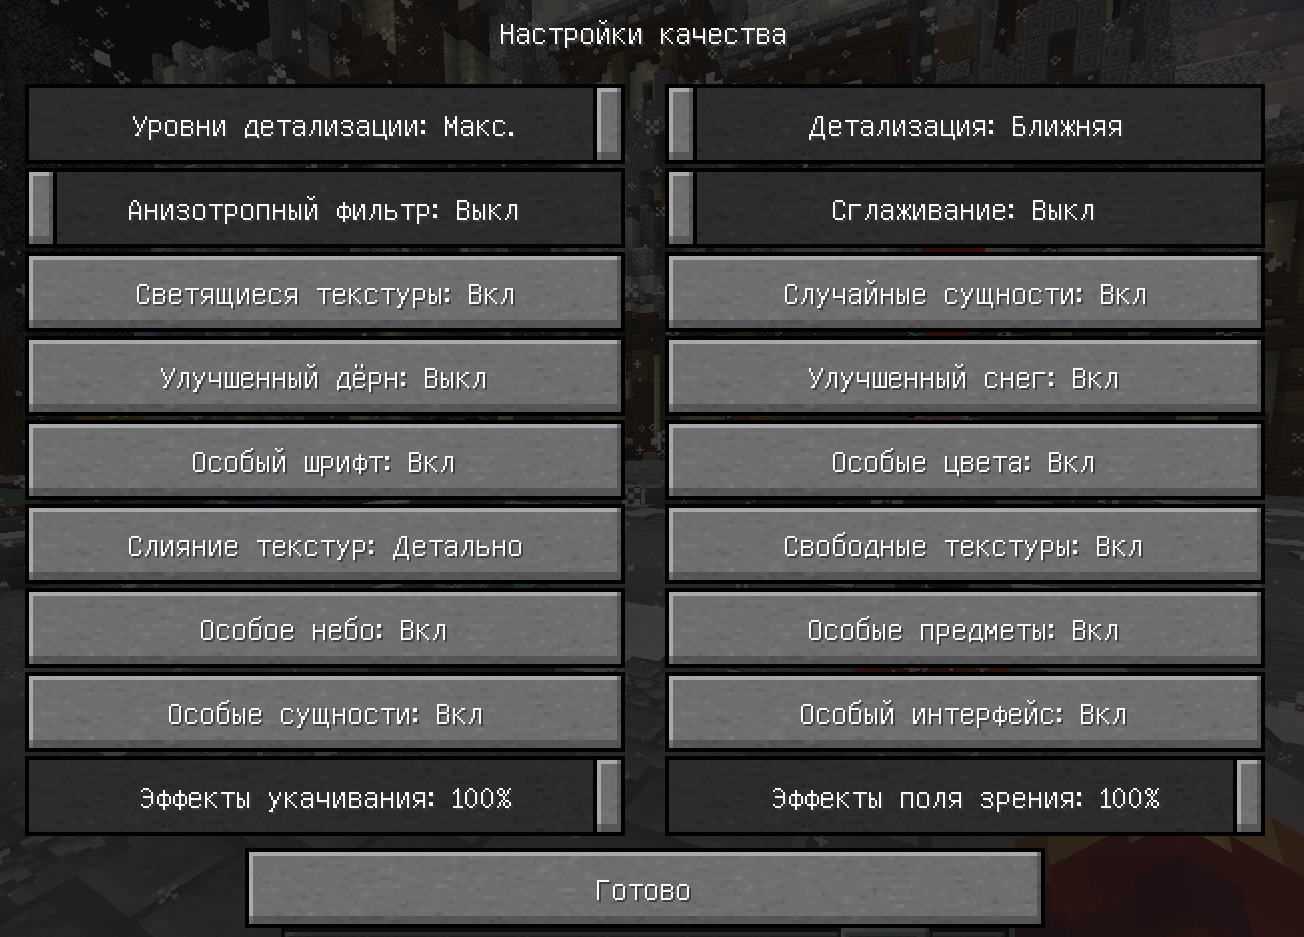 Настройки качества
Уровни детализации: Макс.
Детализация: Ближняя
Анизотропный фильтр: Выкл
Сглаживание: Выкл
Светящиеся текстуры: Вкл
Случайные сущности: Вкл
Улучшенный дёрн: Выкл
Улучшенный снег: Вкл
Особый шрифт: Вкл
Особые цвета: Вкл
Слияние текстур: Детально
Свободные текстуры: Вкл
Особое небо: Вкл
Особые предметы: Вкл
Особые сущности: Вкл
Особый интерфейс: Вкл
Эффекты укачивания: 100%
Эффекты поля зрения: 100%
Готово